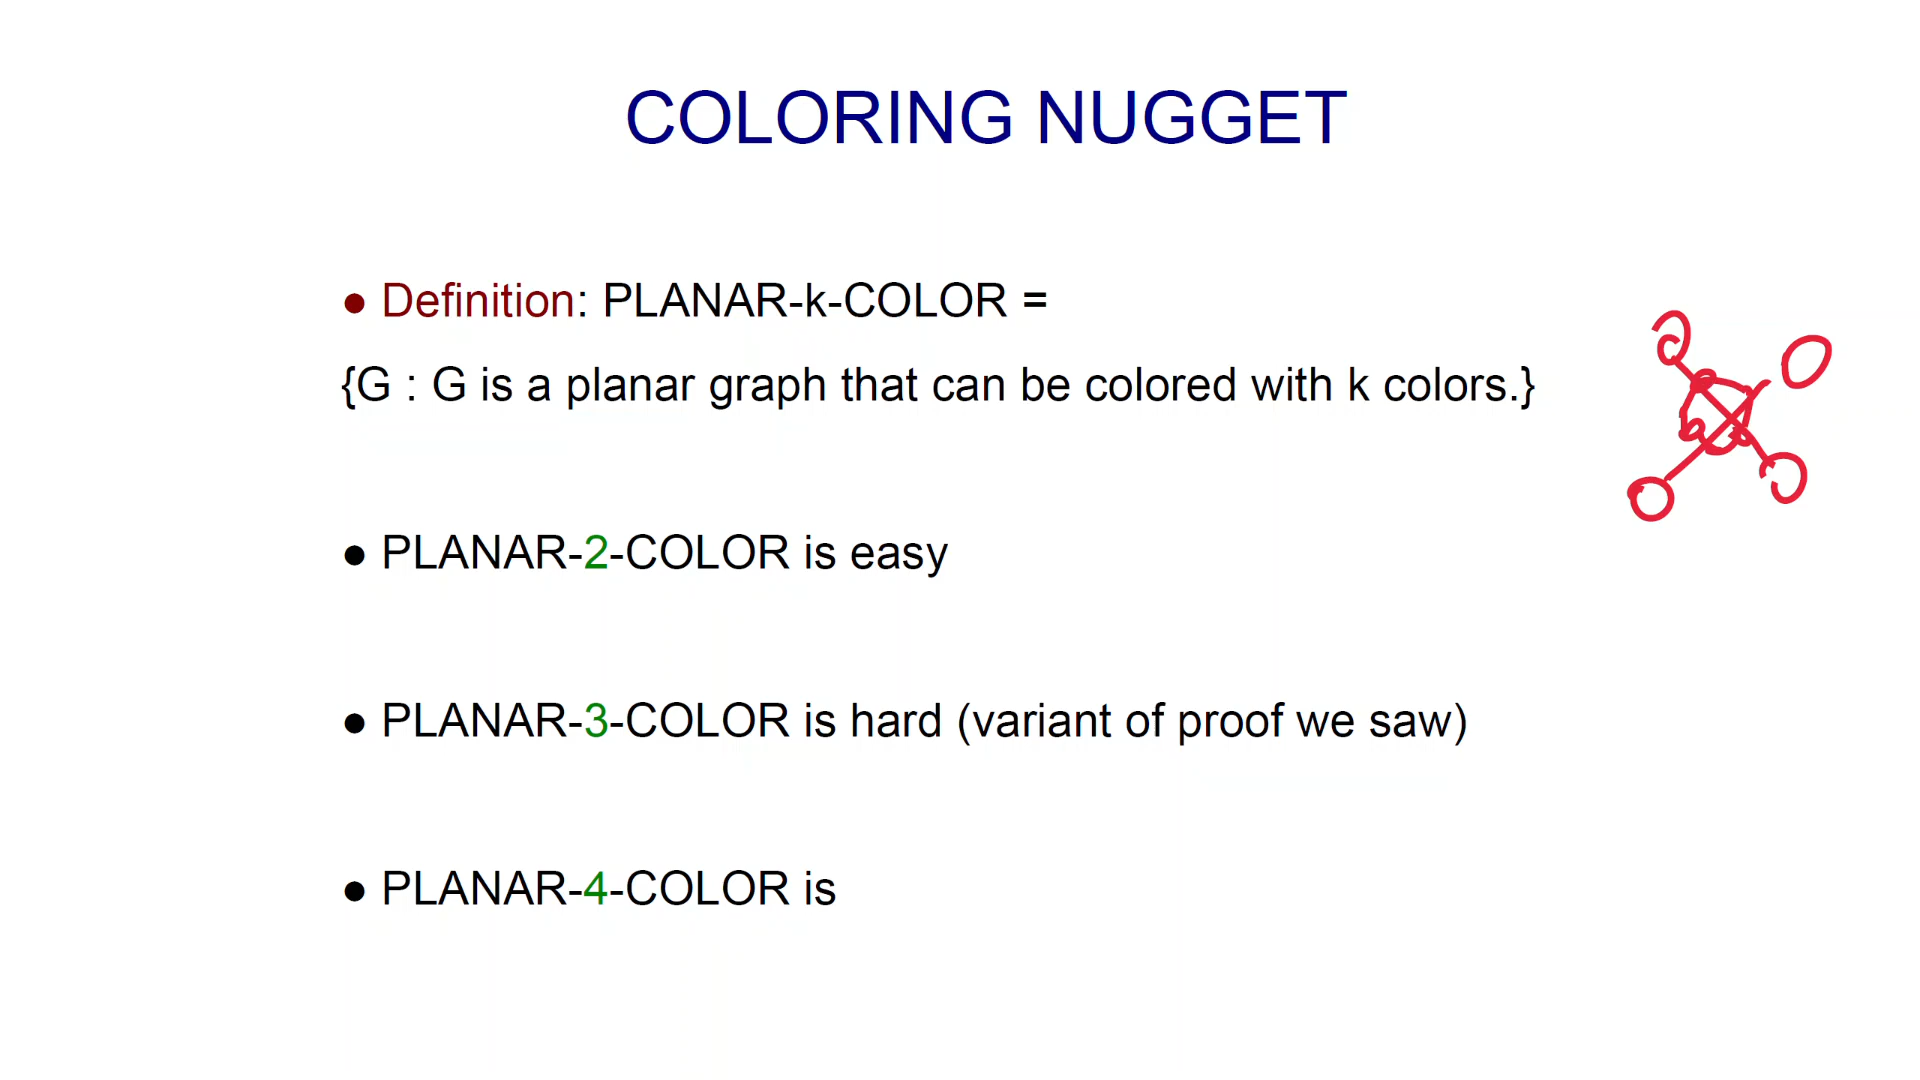 COLORING NUGGET
● Definition: PLANAR-k-COLOR =
{G : G is a planar graph that can be colored with k colors.}
● PLANAR-2-COLOR is easy
● PLANAR-3-COLOR is hard (variant of proof we saw)
● PLANAR-4-COLOR is